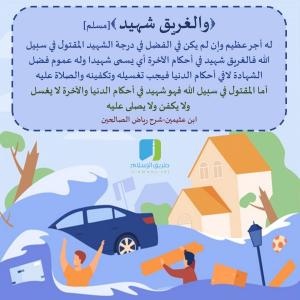 ﴿والغريق شهيد﴾ [مسلم]
له أجر عظيم وإن لم يكن في الفضل في درجة الشهيد المقتول في سبيل
الله فالغريق شهيد في أحكام الآخرة أي يسمى شهيدا وله عموم فضل
الشهادة لافي أحكام الدنيا فيجب تغسيله وتكفينه والصلاة عليه
أما المقتول في سبيل الله فهو شهيد في أحكام الدنيا والآخرة لا يغسل
ولا يكفن ولا يصلى عليه
ابن عثيمين-شرح رياض الصالحين
طريق الإسلام